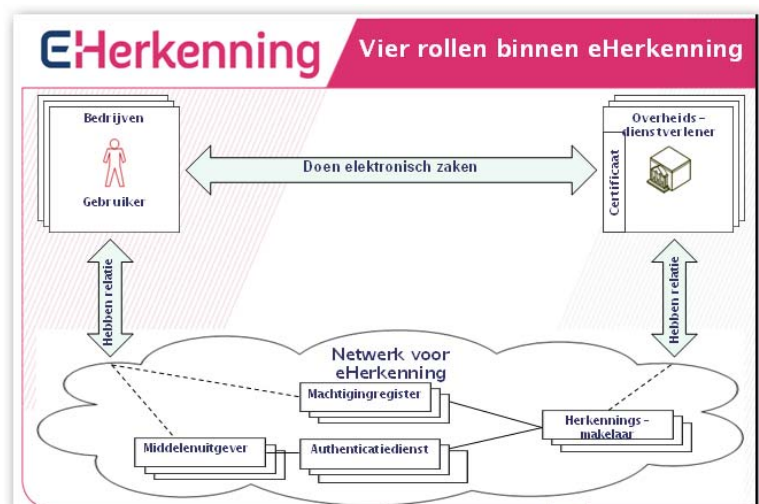 EHerkenning
Vier rollen binnen eHerkenning
Bedrijven
Gebruiker
Doen elektronisch zaken
Overheids-
dienstverlener
Certificaat
Hebben relatie
Hebben relatie
Netwerk voor
eHerkenning
Machtigingregister
Herkennings-
makelaar
Middelenuitgever
Authenticatiedienst